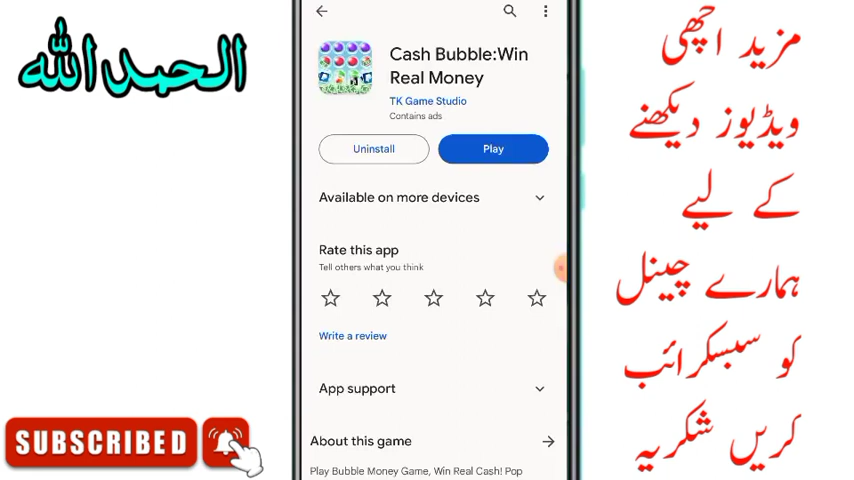 الحمدللہ
Cash Bubble:Win
Real Money
TK Game Studio
Contains ads
Uninstall
Play
Available on more devices
Rate this app
Tell others what you think
Write a review
App support
About this game
Play Bubble Money Game, Win Real Cash! Pop
مزید اچھی
ویڈیوز دیکھنے
کے لیے
ہمارے چینل
کو سبسکرائب
کریں شکریہ
SUBSCRIBED